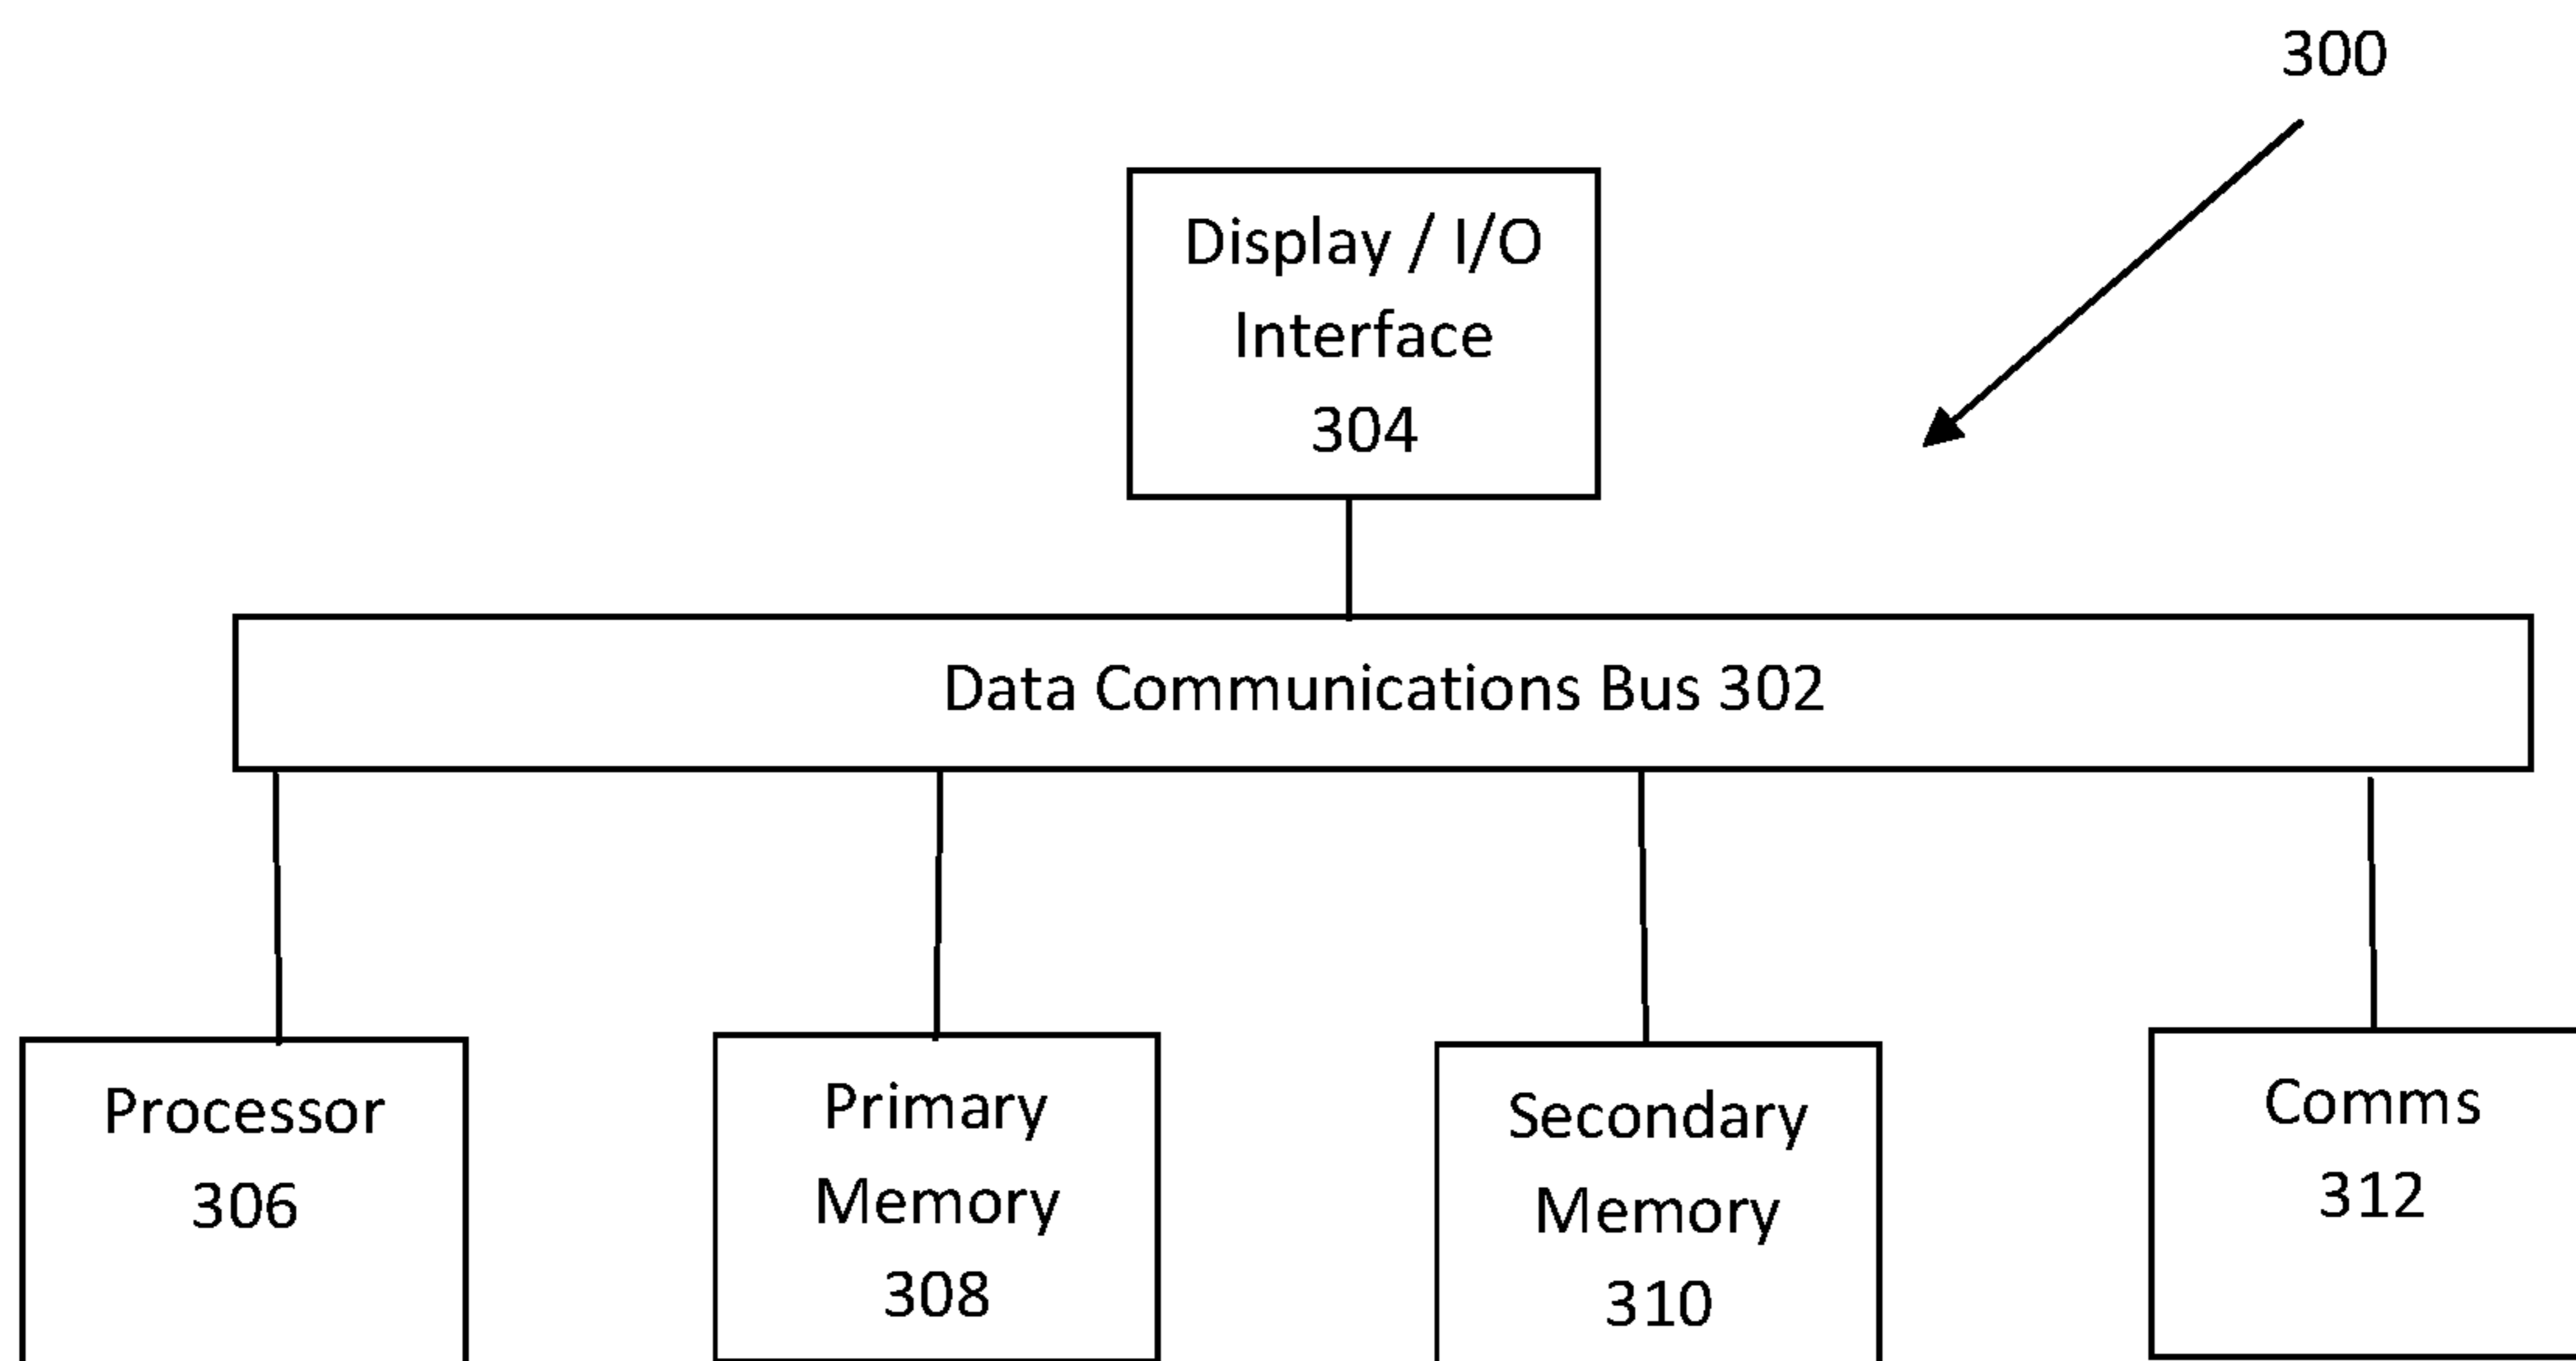 300
Display / I/O
Interface
304
Data Communications Bus 302
Processor
306
Primary
Memory
308
Secondary
Memory
310
Comms
312